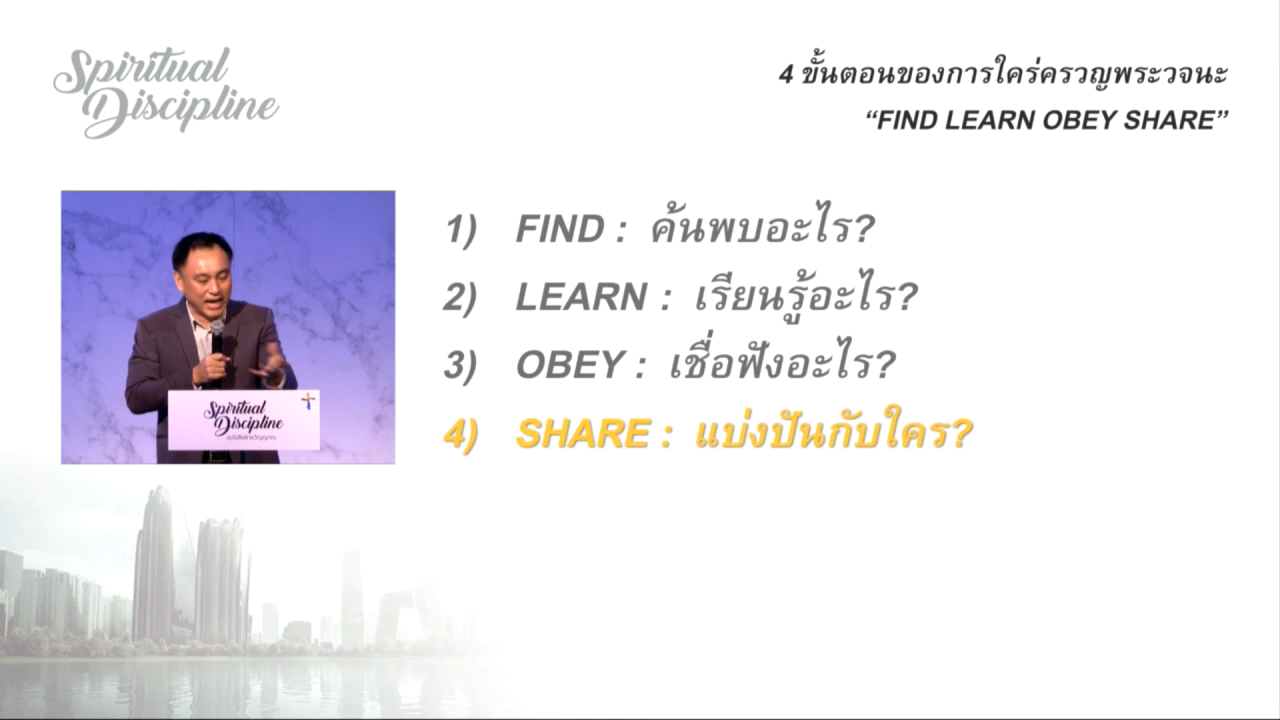 Spiritual
Discipline
4 ขั้นตอนของการใคร่ครวญพระวจนะ
“FIND LEARN OBEY SHARE”
1) FIND : ค้นพบอะไร?
2) LEARN : เรียนรู้อะไร?
3) OBEY : เชื่อฟังอะไร?
4) SHARE : แบ่งปันกับใคร?
Spiritual
Discipline